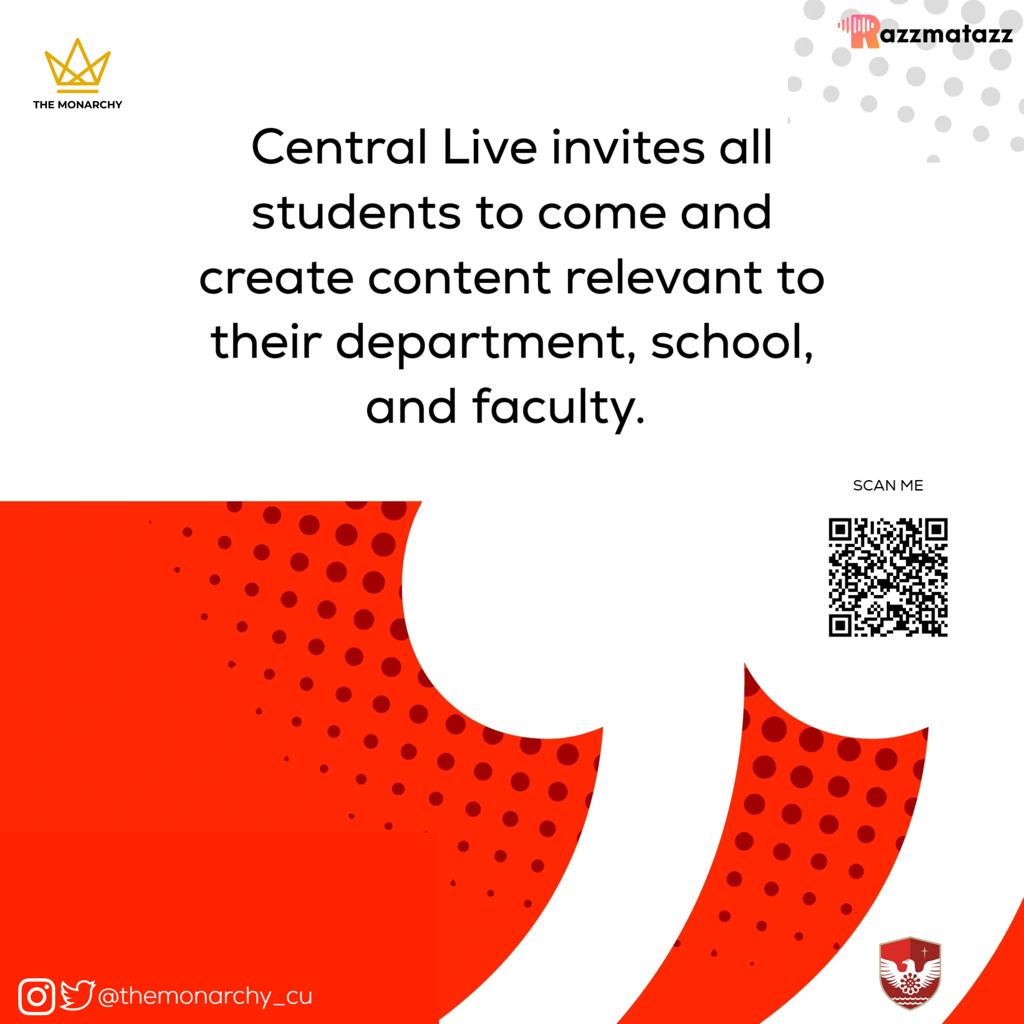 Razzmatazz
THE MONARCHY
Central Live invites all
students to come and
create content relevant to
their department, school,
and faculty.
SCAN ME
@themonarchy_cu